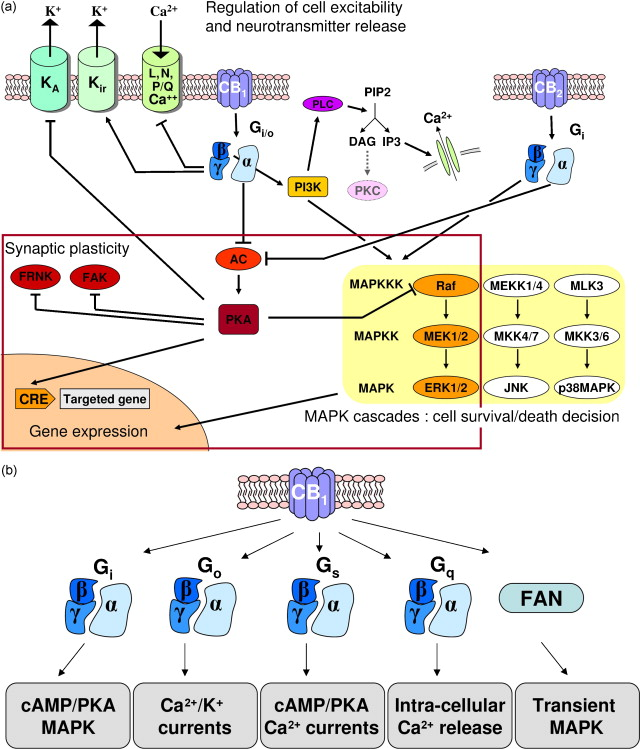 (a)
K+ K+ Ca2+ Regulation of cell excitability
and neurotransmitter release
KA Kir L, N,
P/Q
Ca++
CB1 CB2
PLC PIP2
Gi/o Gi
DAG IP3 Ca2+
β γ α
β γ α
PI3K PKC
Synaptic plasticity
AC
FRNK FAK
MAPKKK Raf MEKK1/4 MLK3
PKA
MAPKK MEK1/2 MKK4/7 MKK3/6
MAPK ERK1/2 JNK p38MAPK
CRE Targeted gene
MAPK cascades : cell survival/death decision
Gene expression
(b)
CB1
Gi Go Gs Gq
β γ α
β γ α
β γ α
β γ α
FAN
cAMP/PKA
MAPK
Ca2+/K+
currents
cAMP/PKA
Ca2+ currents
Intra-cellular
Ca2+ release
Transient
MAPK